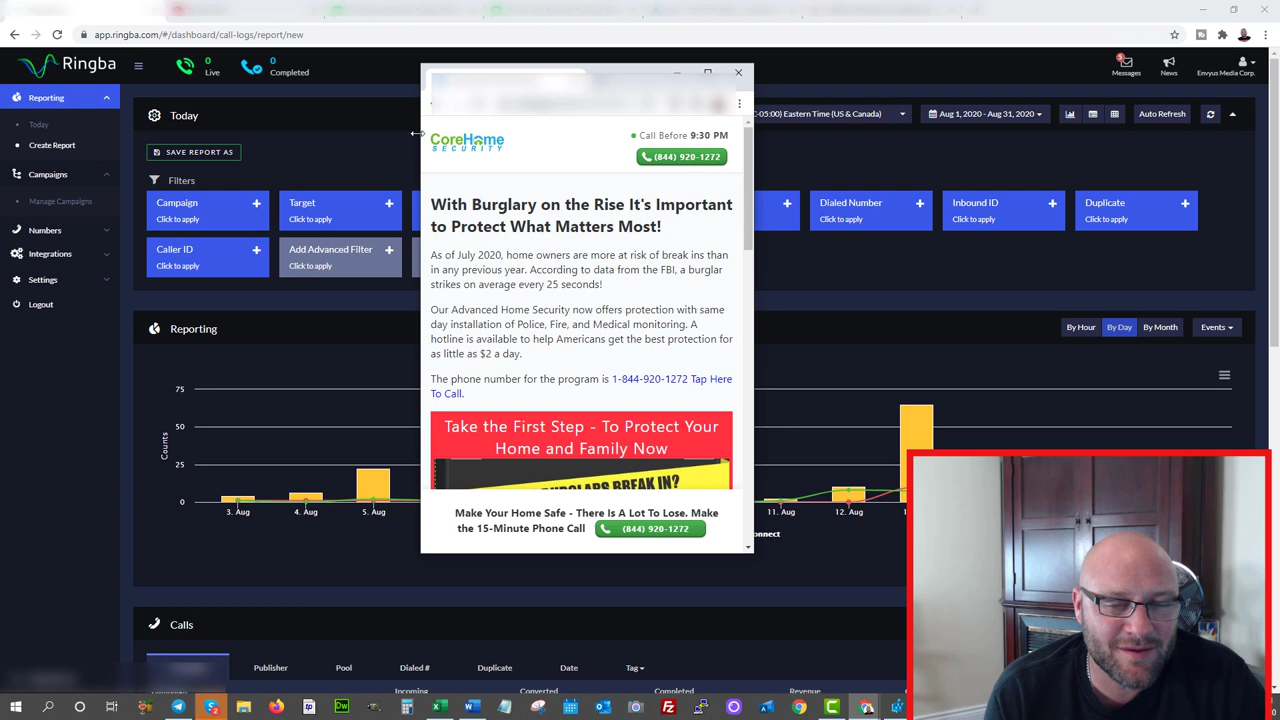 app.ringba.com/#/dashboard/call-logs/report/new
Ringba
0
Live
0
Completed
5
Messages
News
Envyus Media Corp.
Reporting
Today
Create Report
Campaigns
Manage Campaigns
Numbers
Integrations
Settings
Logout
Today
-05:00) Eastern Time (US & Canada)
Aug 1, 2020 - Aug 31, 2020
Auto Refresh
SAVE REPORT AS
Filters
Campaign
Click to apply
Target
Click to apply
Dialed Number
Click to apply
Inbound ID
Click to apply
Duplicate
Click to apply
Caller ID
Click to apply
Add Advanced Filter
Click to apply
CoreHome
SECURITY
Call Before 9:30 PM
(844) 920-1272
With Burglary on the Rise It's Important
to Protect What Matters Most!
As of July 2020, home owners are more at risk of break ins than
in any previous year. According to data from the FBI, a burglar
strikes on average every 25 seconds!
Our Advanced Home Security now offers protection with same
day installation of Police, Fire, and Medical monitoring. A
hotline is available to help Americans get the best protection for
as little as $2 a day.
The phone number for the program is 1-844-920-1272 Tap Here
To Call.
Take the First Step - To Protect Your
Home and Family Now
BURGLARS BREAK IN?
Make Your Home Safe - There Is A Lot To Lose. Make
the 15-Minute Phone Call (844) 920-1272
Reporting
By Hour
By Day
By Month
Events
Counts
75
50
25
0
3. Aug
4. Aug
5. Aug
11. Aug
12. Aug
Calls
Publisher
Pool
Dialed #
Duplicate
Date
Tag
Incoming
Converted
Completed
Revenue